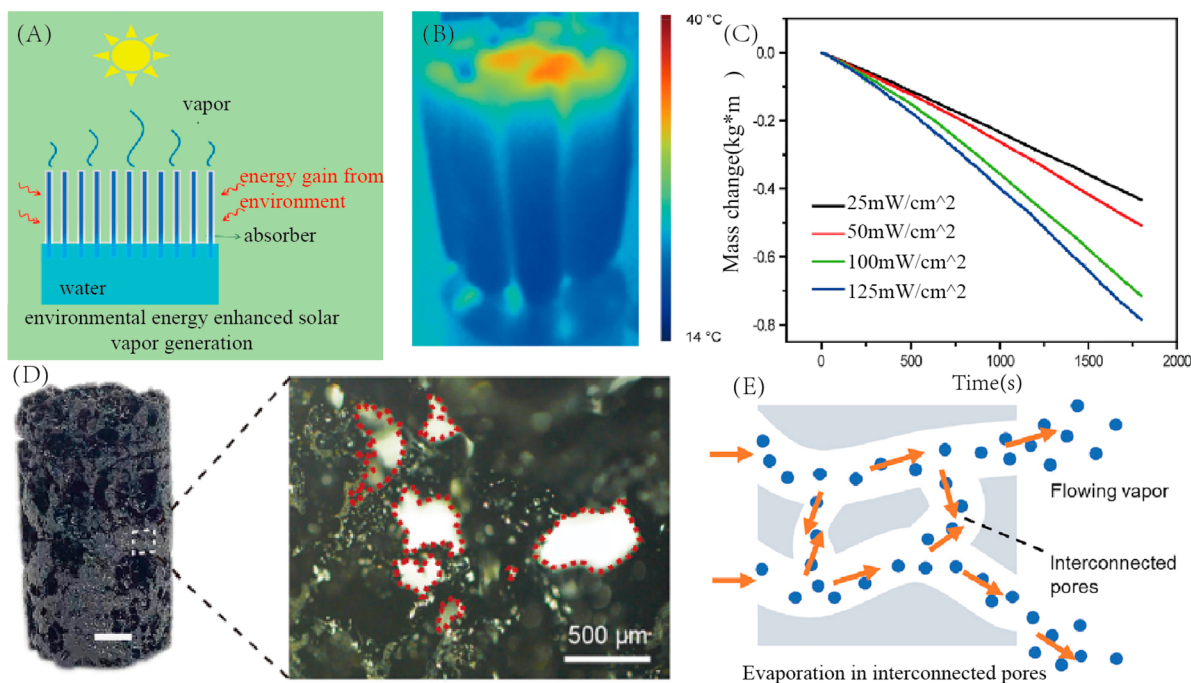 (A)
vapor
energy gain from
environment
absorber
water
environmental energy enhanced solar
vapor generation
(B)
40 °C
14 °C
(C)
Mass change(kg*m )
0.0
-0.2
-0.4
-0.6
-0.8
25mW/cm^2
50mW/cm^2
100mW/cm^2
125mW/cm^2
0
500
1000
1500
2000
Time(s)
(D)
500 µm
(E)
Flowing vapor
Interconnected
pores
Evaporation in interconnected pores